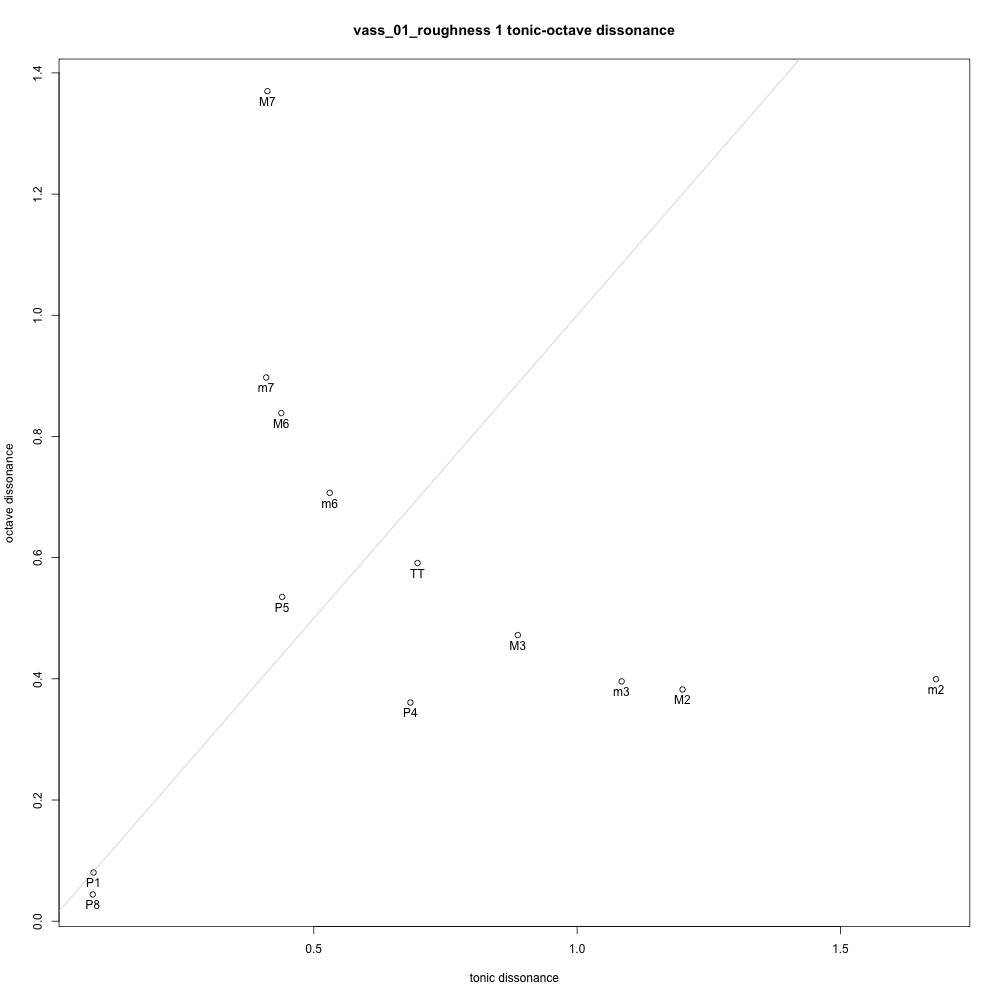 vass_01_roughness 1 tonic-octave dissonance
1.4
M7
1.2
1.0
m7
M6
0.8
m6
octave dissonance
0.6
TT
P5
M3
0.4
m3
M2
m2
P4
0.2
P1
P8
0.0
0.5
1.0
1.5
tonic dissonance